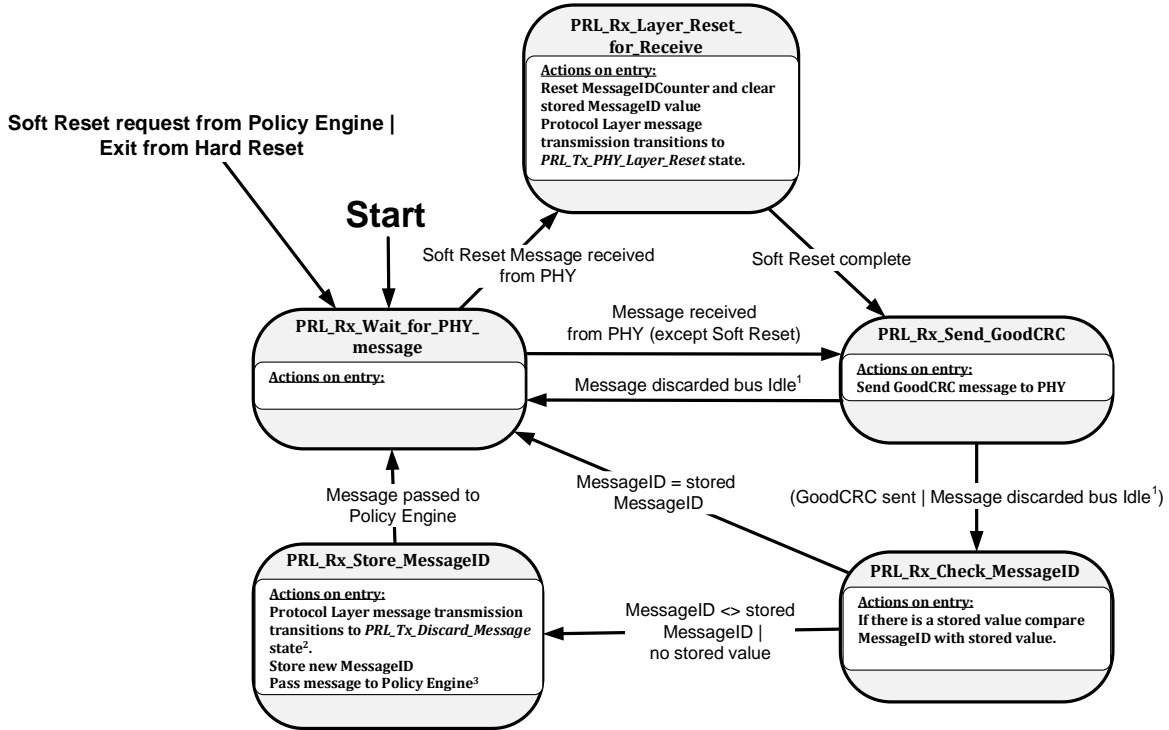 PRL_Rx_Layer_Reset_
for_Receive
Actions on entry:
Reset MessageIDCounter and clear
stored MessageID value
Protocol Layer message
transmission transitions to
PRL_Tx_PHY_Layer_Reset state.
Soft Reset request from Policy Engine |
Exit from Hard Reset
Start
Soft Reset Message received
from PHY
Soft Reset complete
PRL_Rx_Wait_for_PHY_
message
Actions on entry:
Message received
from PHY (except Soft Reset)
Message discarded bus Idle¹
PRL_Rx_Send_GoodCRC
Actions on entry:
Send GoodCRC message to PHY
Message passed to
Policy Engine
MessageID = stored
MessageID
(GoodCRC sent | Message discarded bus Idle¹)
PRL_Rx_Store_MessageID
Actions on entry:
Protocol Layer message transmission
transitions to PRL_Tx_Discard_Message
state².
Store new MessageID
Pass message to Policy Engine³
MessageID <> stored
MessageID |
no stored value
PRL_Rx_Check_MessageID
Actions on entry:
If there is a stored value compare
MessageID with stored value.